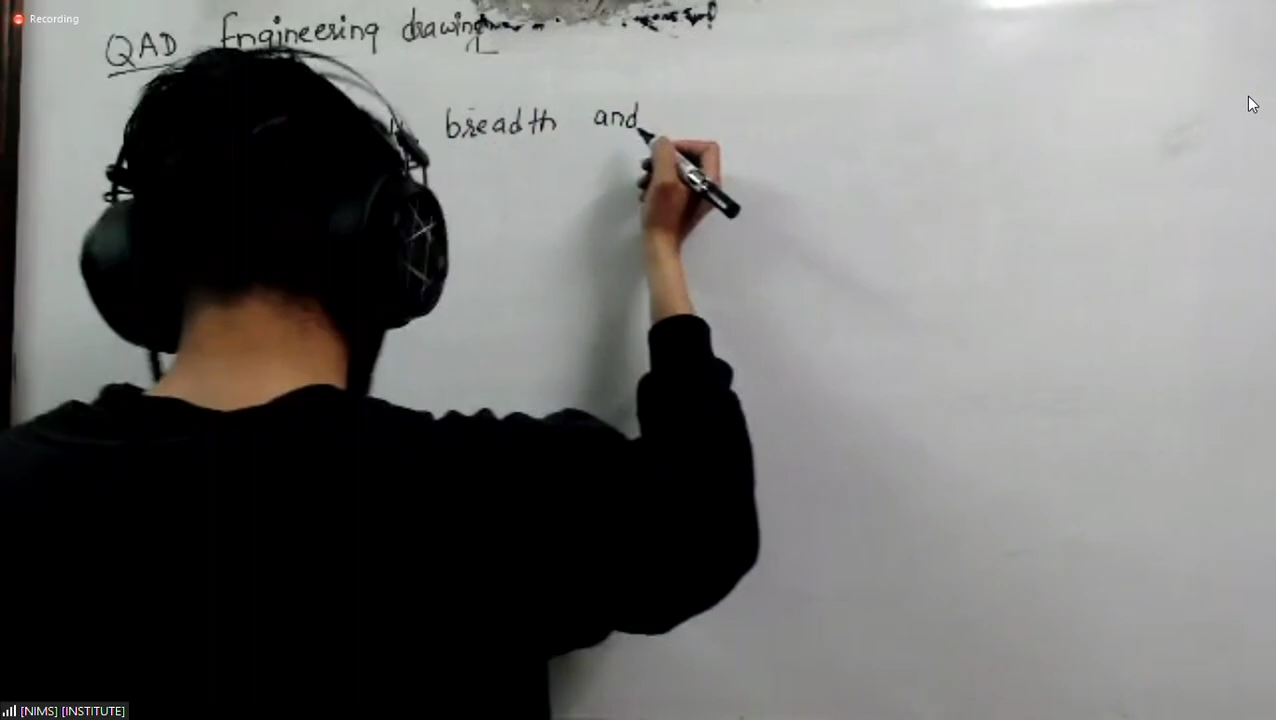 Recording
QAD Engineering drawing
breadth and
[NIMS] [INSTITUTE]